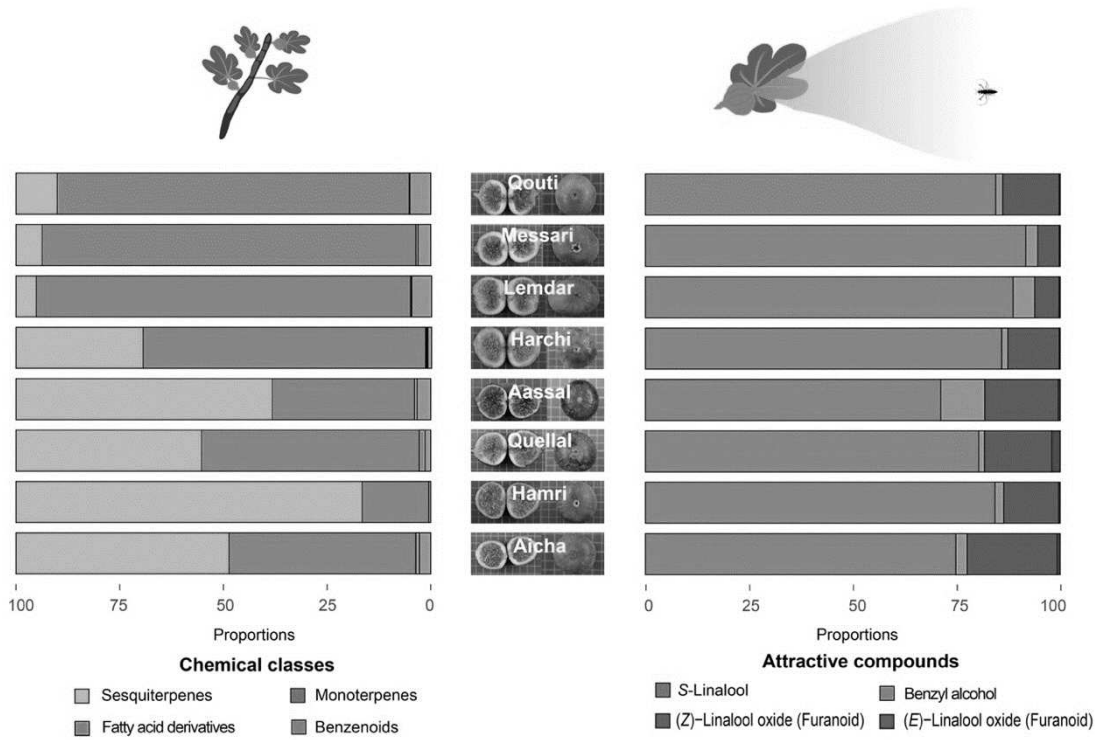 Qouti
Messari
Lemdar
Harchi
Aassal
Quellal
Hamri
Aicha
100 75 50 25 0
0 25 50 75 100
Proportions
Proportions
Chemical classes
Attractive compounds
Sesquiterpenes
Monoterpenes
Fatty acid derivatives
Benzenoids
S-Linalool
Benzyl alcohol
(Z)–Linalool oxide (Furanoid)
(E)–Linalool oxide (Furanoid)